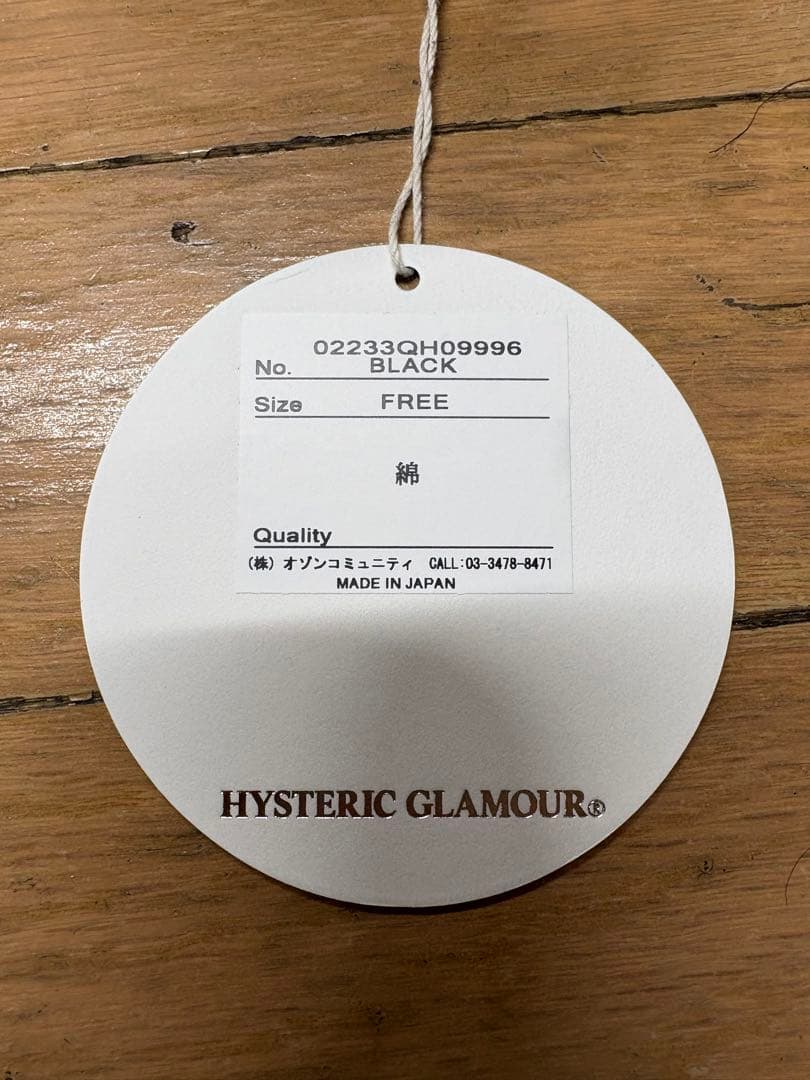 02233QH09996
No. BLACK
Size FREE
綿
Quality
(株) オゾンコミュニティ CALL:03-3478-8471
MADE IN JAPAN
HYSTERIC GLAMOUR®